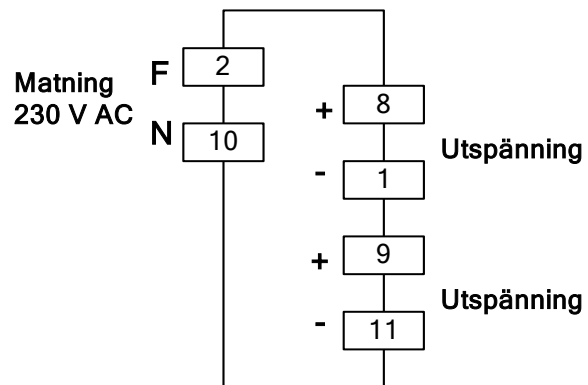 Matning
230 V AC
F
2
N
10
+
8
-
1
Utspänning
+
9
-
11
Utspänning